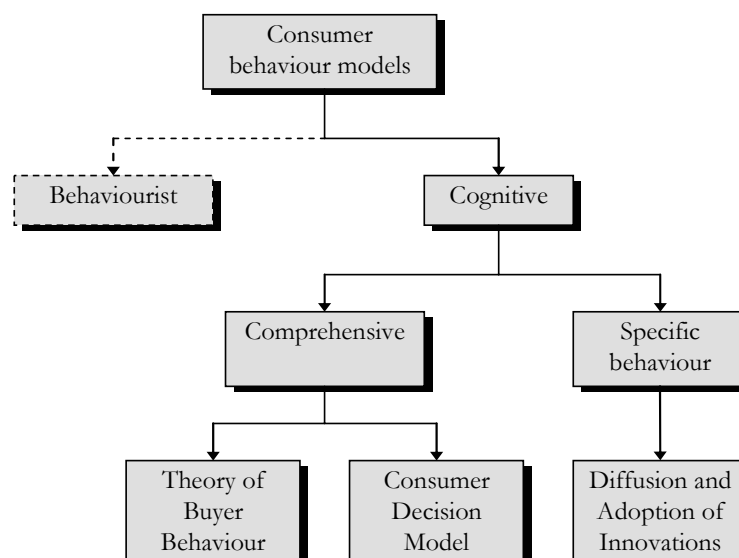 Consumer
behaviour models
Behaviourist
Cognitive
Comprehensive
Specific
behaviour
Theory of
Buyer
Behaviour
Consumer
Decision
Model
Diffusion and
Adoption of
Innovations